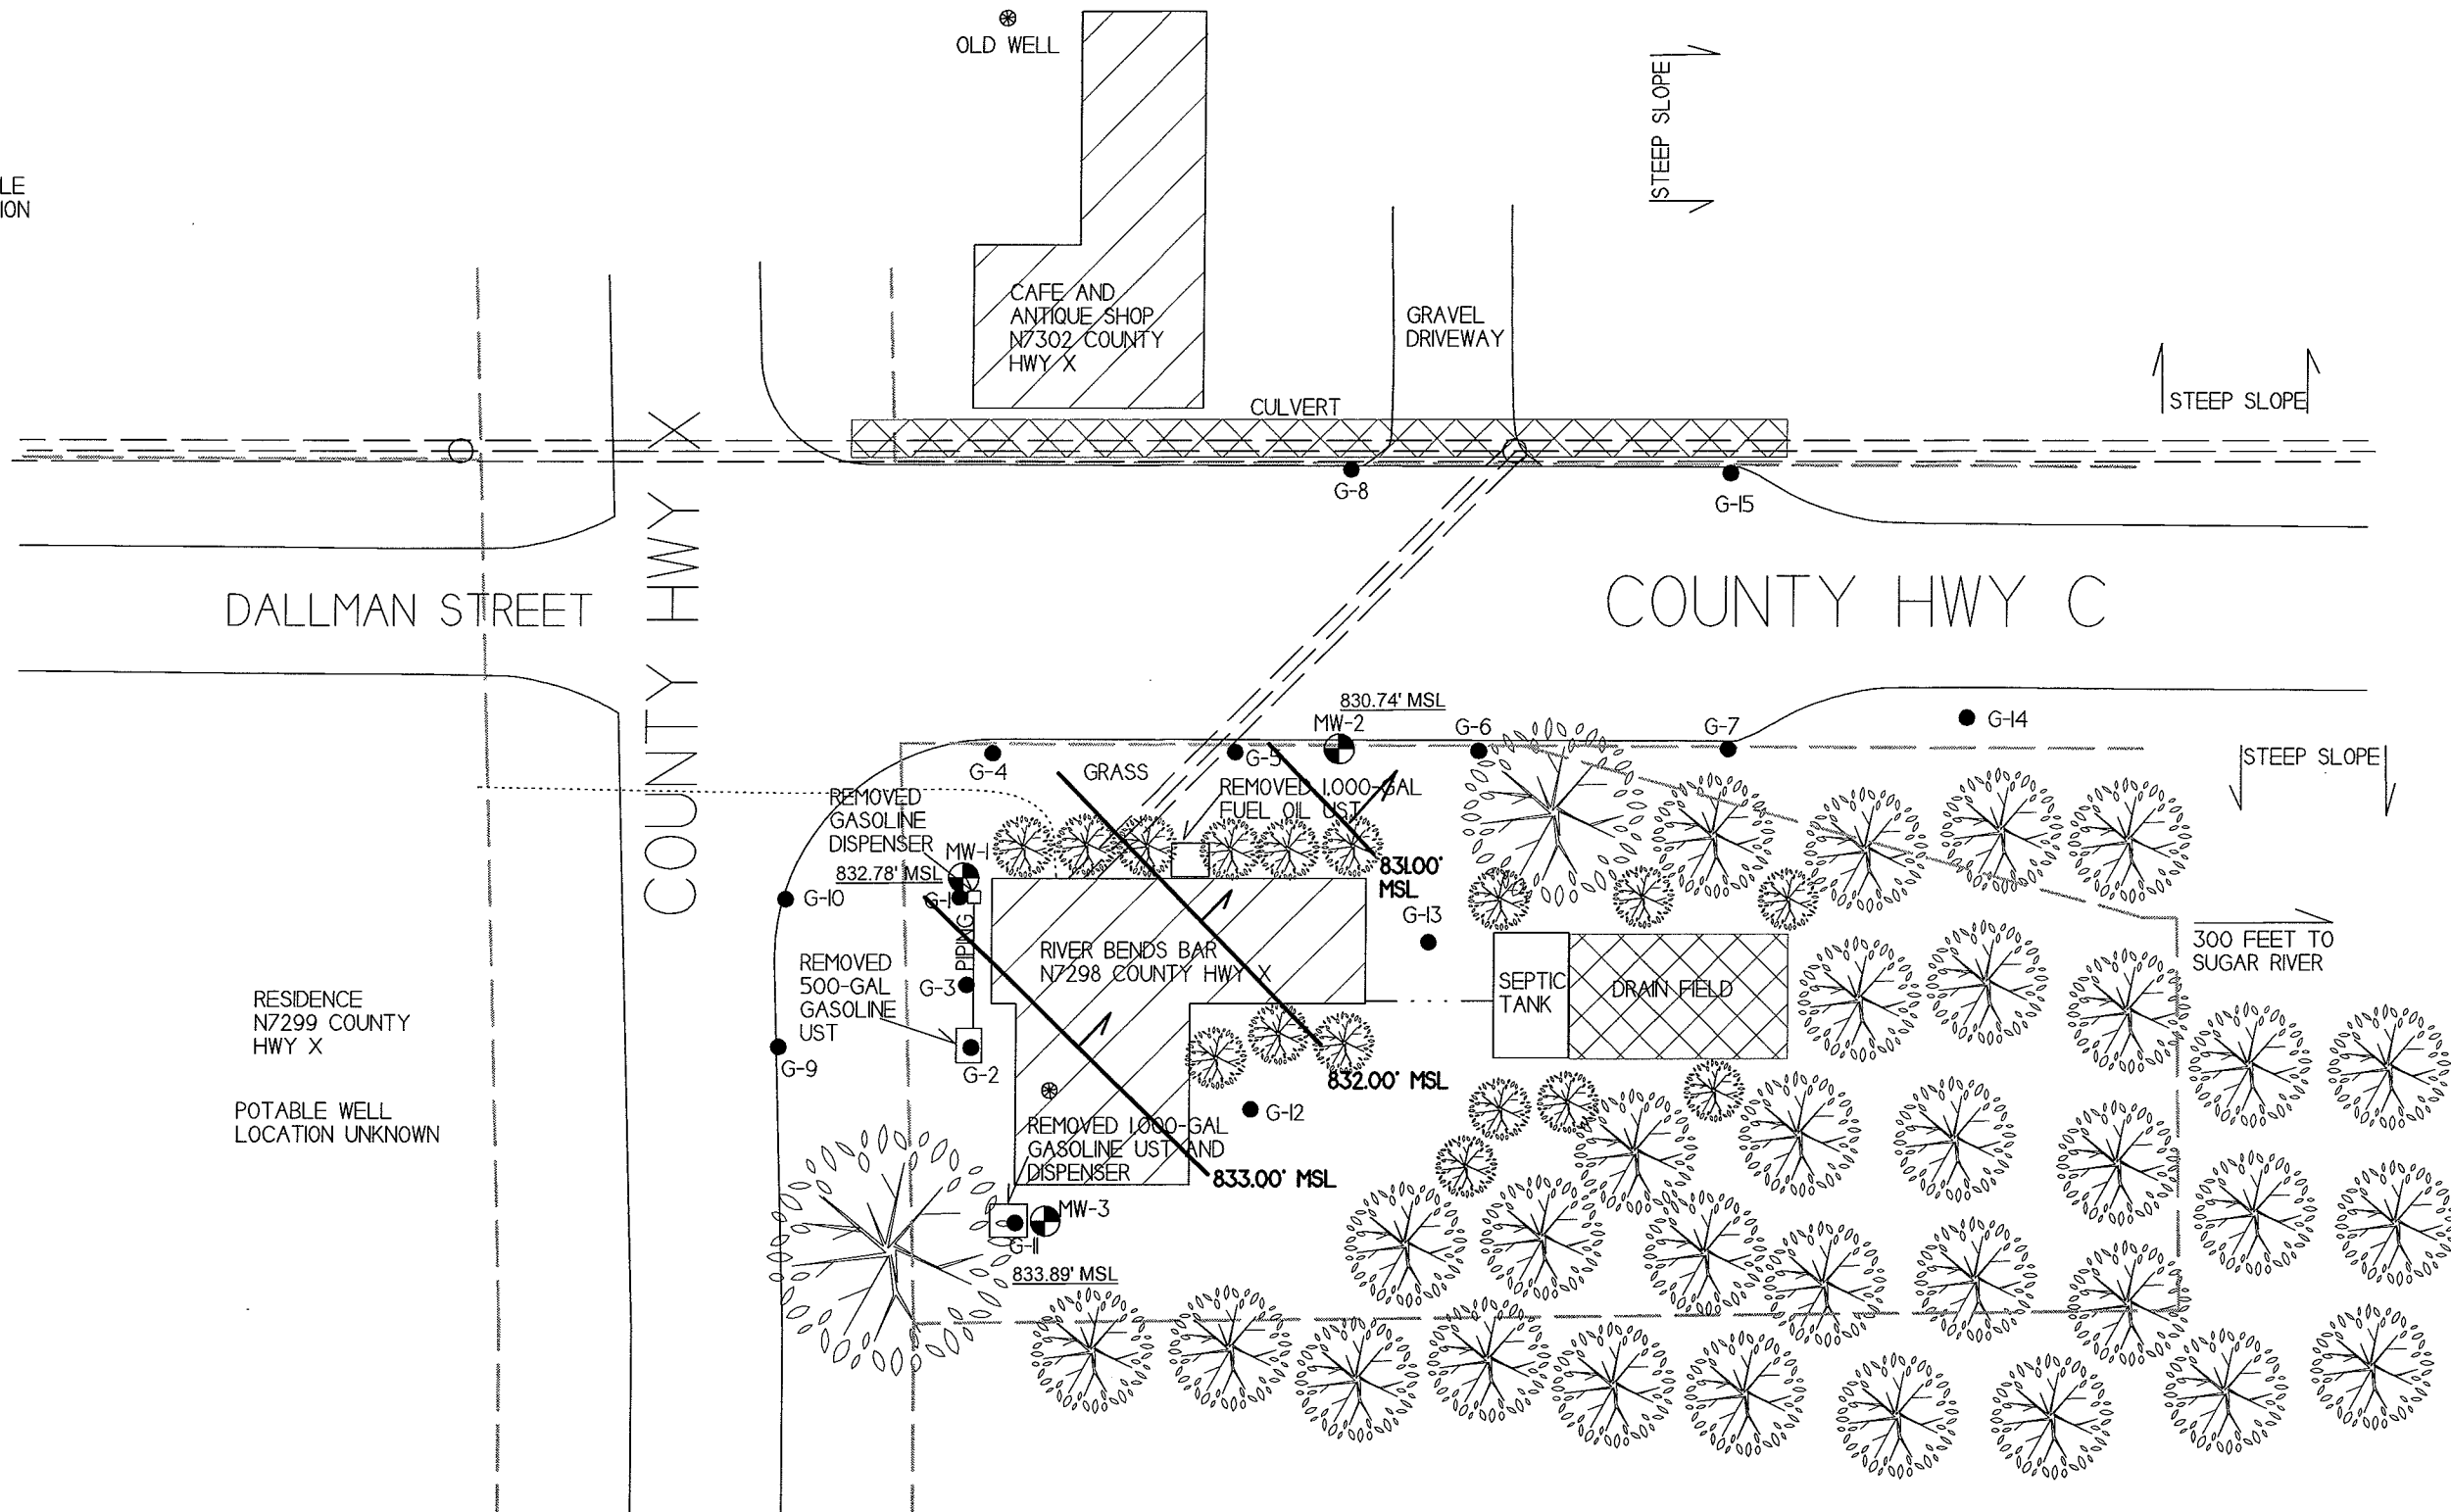 OLD WELL
STEEP SLOPE
LE
ION
CAFE AND
ANTIQUE SHOP
N7302 COUNTY
HWY X
GRAVEL
DRIVEWAY
CULVERT
STEEP SLOPE
G-8
G-15
DALLMAN STREET
COUNTY HWY X
COUNTY HWY C
830.74' MSL
MW-2
G-6
G-7
G-14
G-4
GRASS
G-5
STEEP SLOPE
REMOVED
GASOLINE
DISPENSER
REMOVED 1,000-GAL
FUEL OIL UST
MW-1
832.78' MSL
831.00'
MSL
G-1
G-10
G-13
PIPING
RIVER BENDS BAR
N7298 COUNTY HWY X
300 FEET TO
SUGAR RIVER
REMOVED
500-GAL
GASOLINE
UST
G-3
SEPTIC
TANK
DRAIN FIELD
RESIDENCE
N7299 COUNTY
HWY X
G-9
G-2
832.00' MSL
POTABLE WELL
LOCATION UNKNOWN
G-12
REMOVED 1,000-GAL
GASOLINE UST AND
DISPENSER
833.00' MSL
MW-3
G-11
833.89' MSL